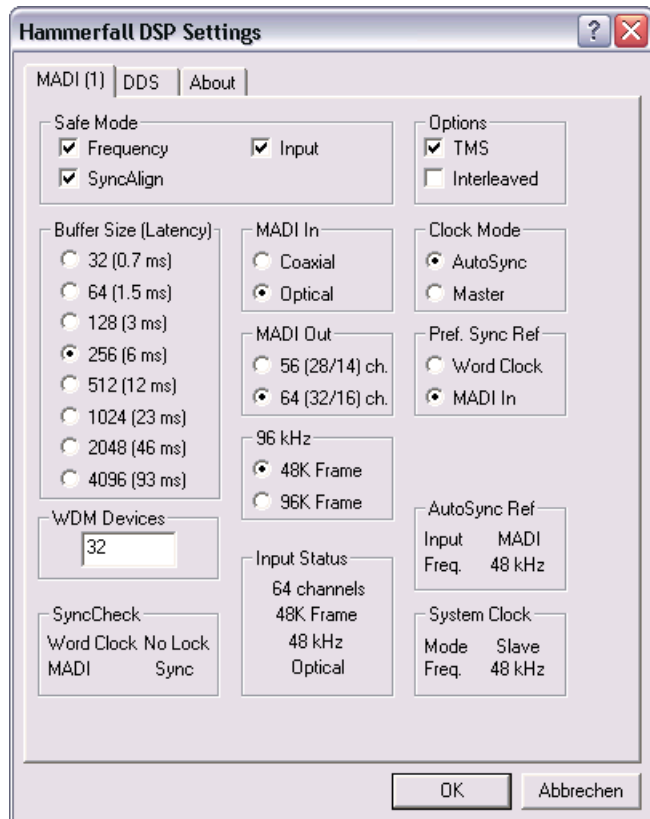 Hammerfall DSP Settings
MADI (1) DDS About
Safe Mode
Frequency Input
SyncAlign
Options
TMS
Interleaved
Buffer Size (Latency)
32 (0.7 ms)
64 (1.5 ms)
128 (3 ms)
256 (6 ms)
512 (12 ms)
1024 (23 ms)
2048 (46 ms)
4096 (93 ms)
MADI In
Coaxial
Optical
Clock Mode
AutoSync
Master
MADI Out
56 (28/14) ch.
64 (32/16) ch.
Pref. Sync Ref
Word Clock
MADI In
96 kHz
48K Frame
96K Frame
WDM Devices
32
Input Status
64 channels
48K Frame
48 kHz
Optical
AutoSync Ref
Input MADI
Freq. 48 kHz
SyncCheck
Word Clock No Lock
MADI Sync
System Clock
Mode Slave
Freq. 48 kHz
OK Abbrechen